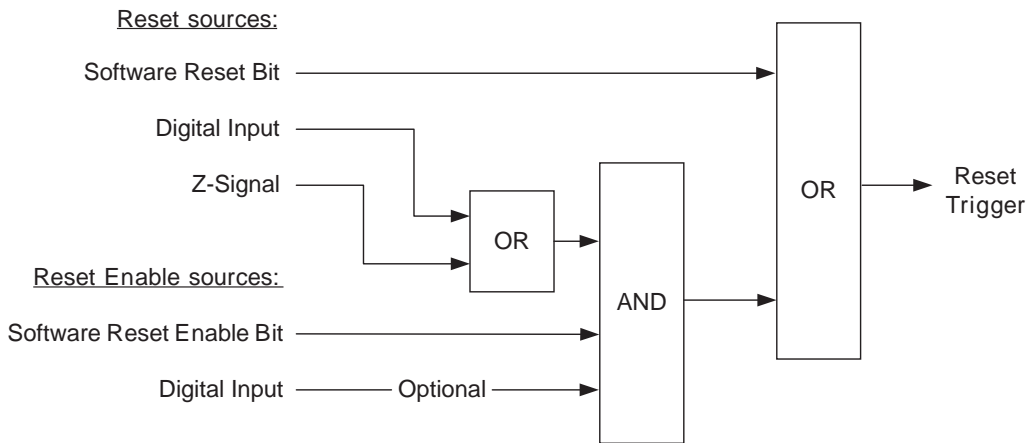 Reset sources:
Software Reset Bit
Digital Input
Z-Signal
OR
Reset Enable sources:
Software Reset Enable Bit
Digital Input
Optional
AND
OR
Reset
Trigger